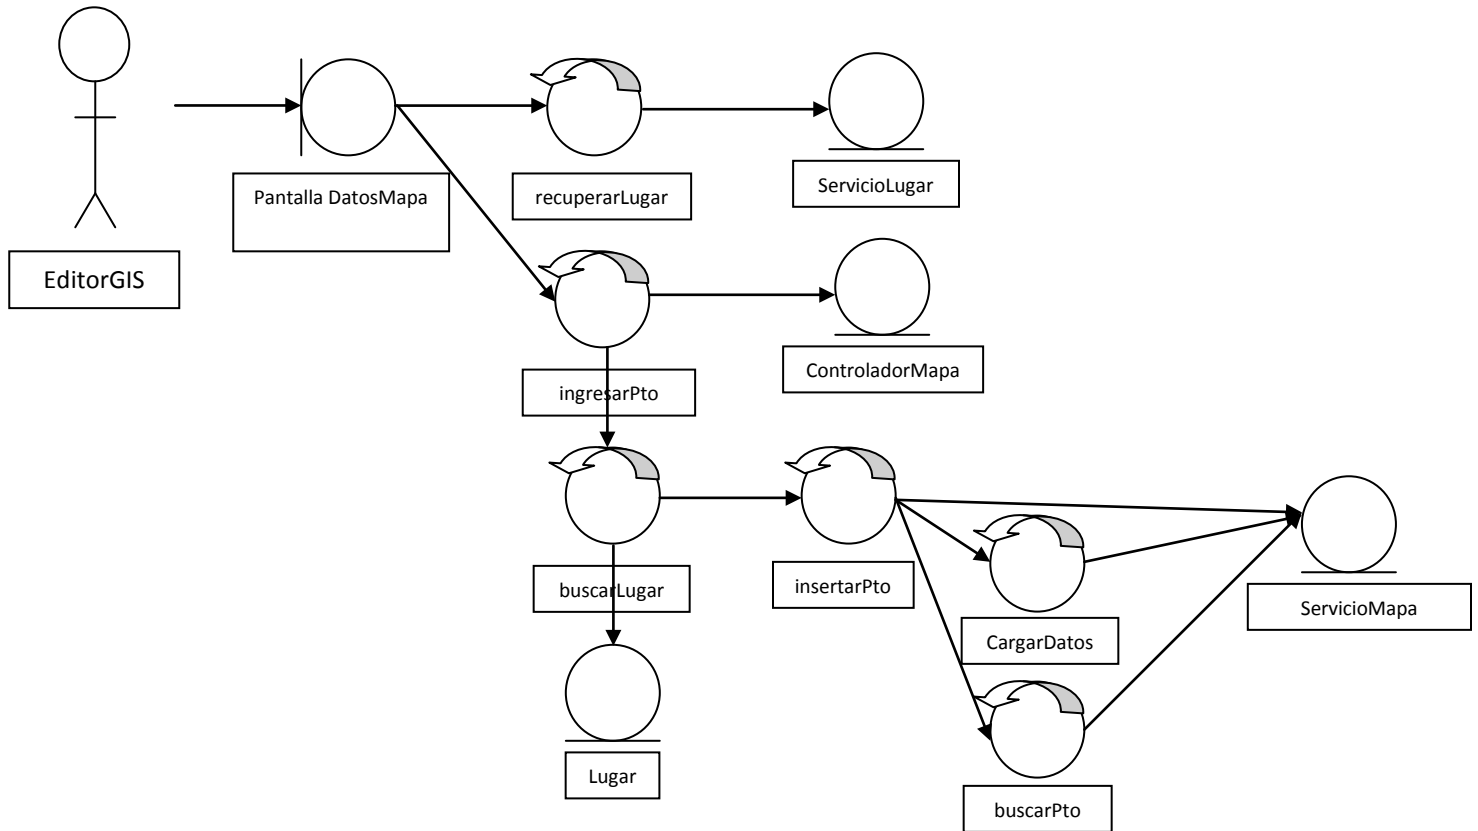 Pantalla DatosMapa
recuperarLugar
ServicioLugar
EditorGIS
ingresarPto
ControladorMapa
buscarLugar
insertarPto
CargarDatos
ServicioMapa
Lugar
buscarPto